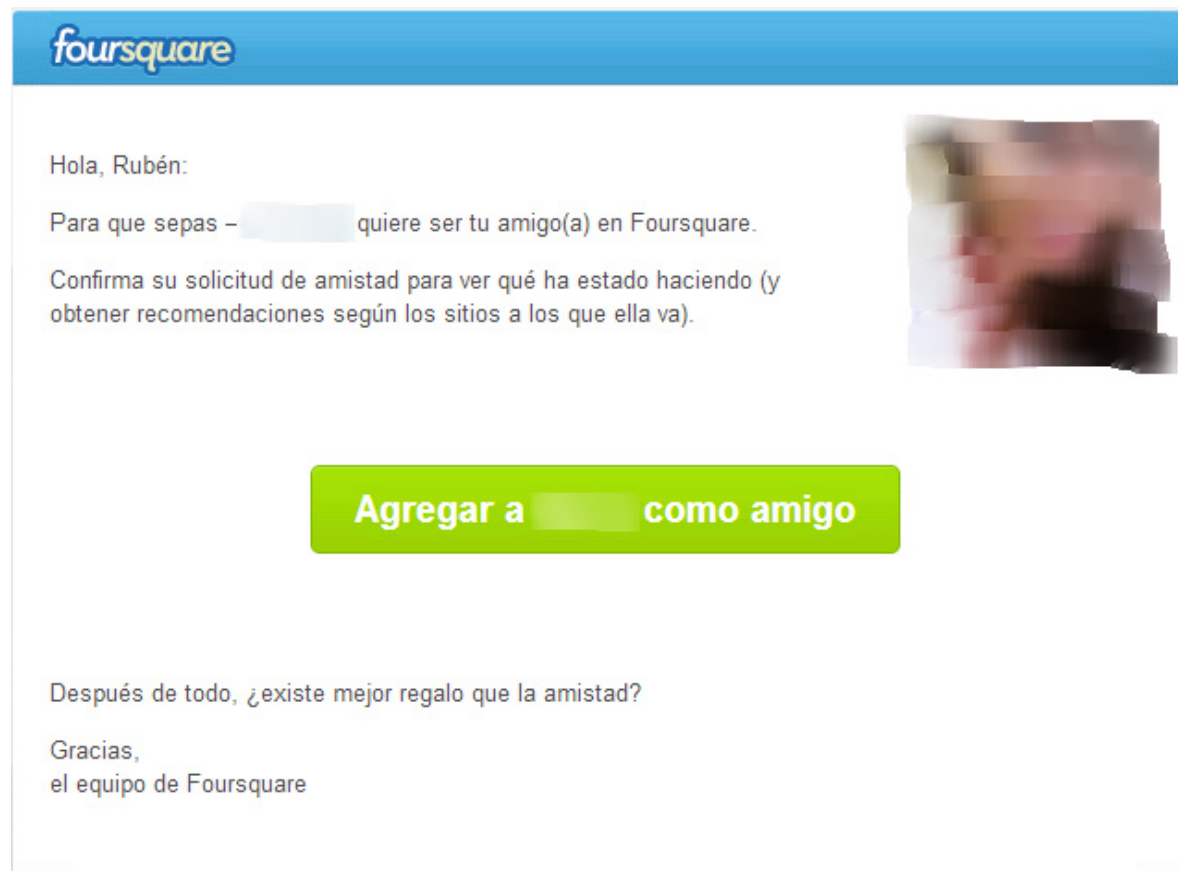 foursquare
Hola, Rubén:
Para que sepas – quiere ser tu amigo(a) en Foursquare.
Confirma su solicitud de amistad para ver qué ha estado haciendo (y
obtener recomendaciones según los sitios a los que ella va).
Agregar a como amigo
Después de todo, ¿existe mejor regalo que la amistad?
Gracias,
el equipo de Foursquare